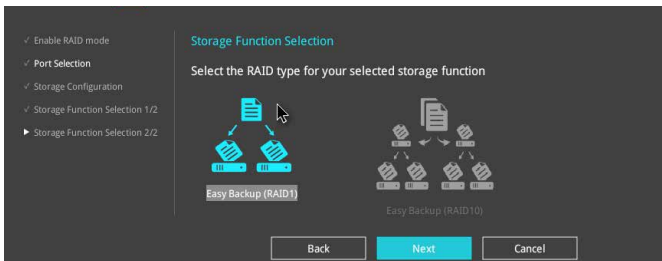 Enable RAID mode
Port Selection
Storage Configuration
Storage Function Selection 1/2
Storage Function Selection 2/2
Storage Function Selection
Select the RAID type for your selected storage function
Easy Backup (RAID1)
Easy Backup (RAID10)
Back Next Cancel